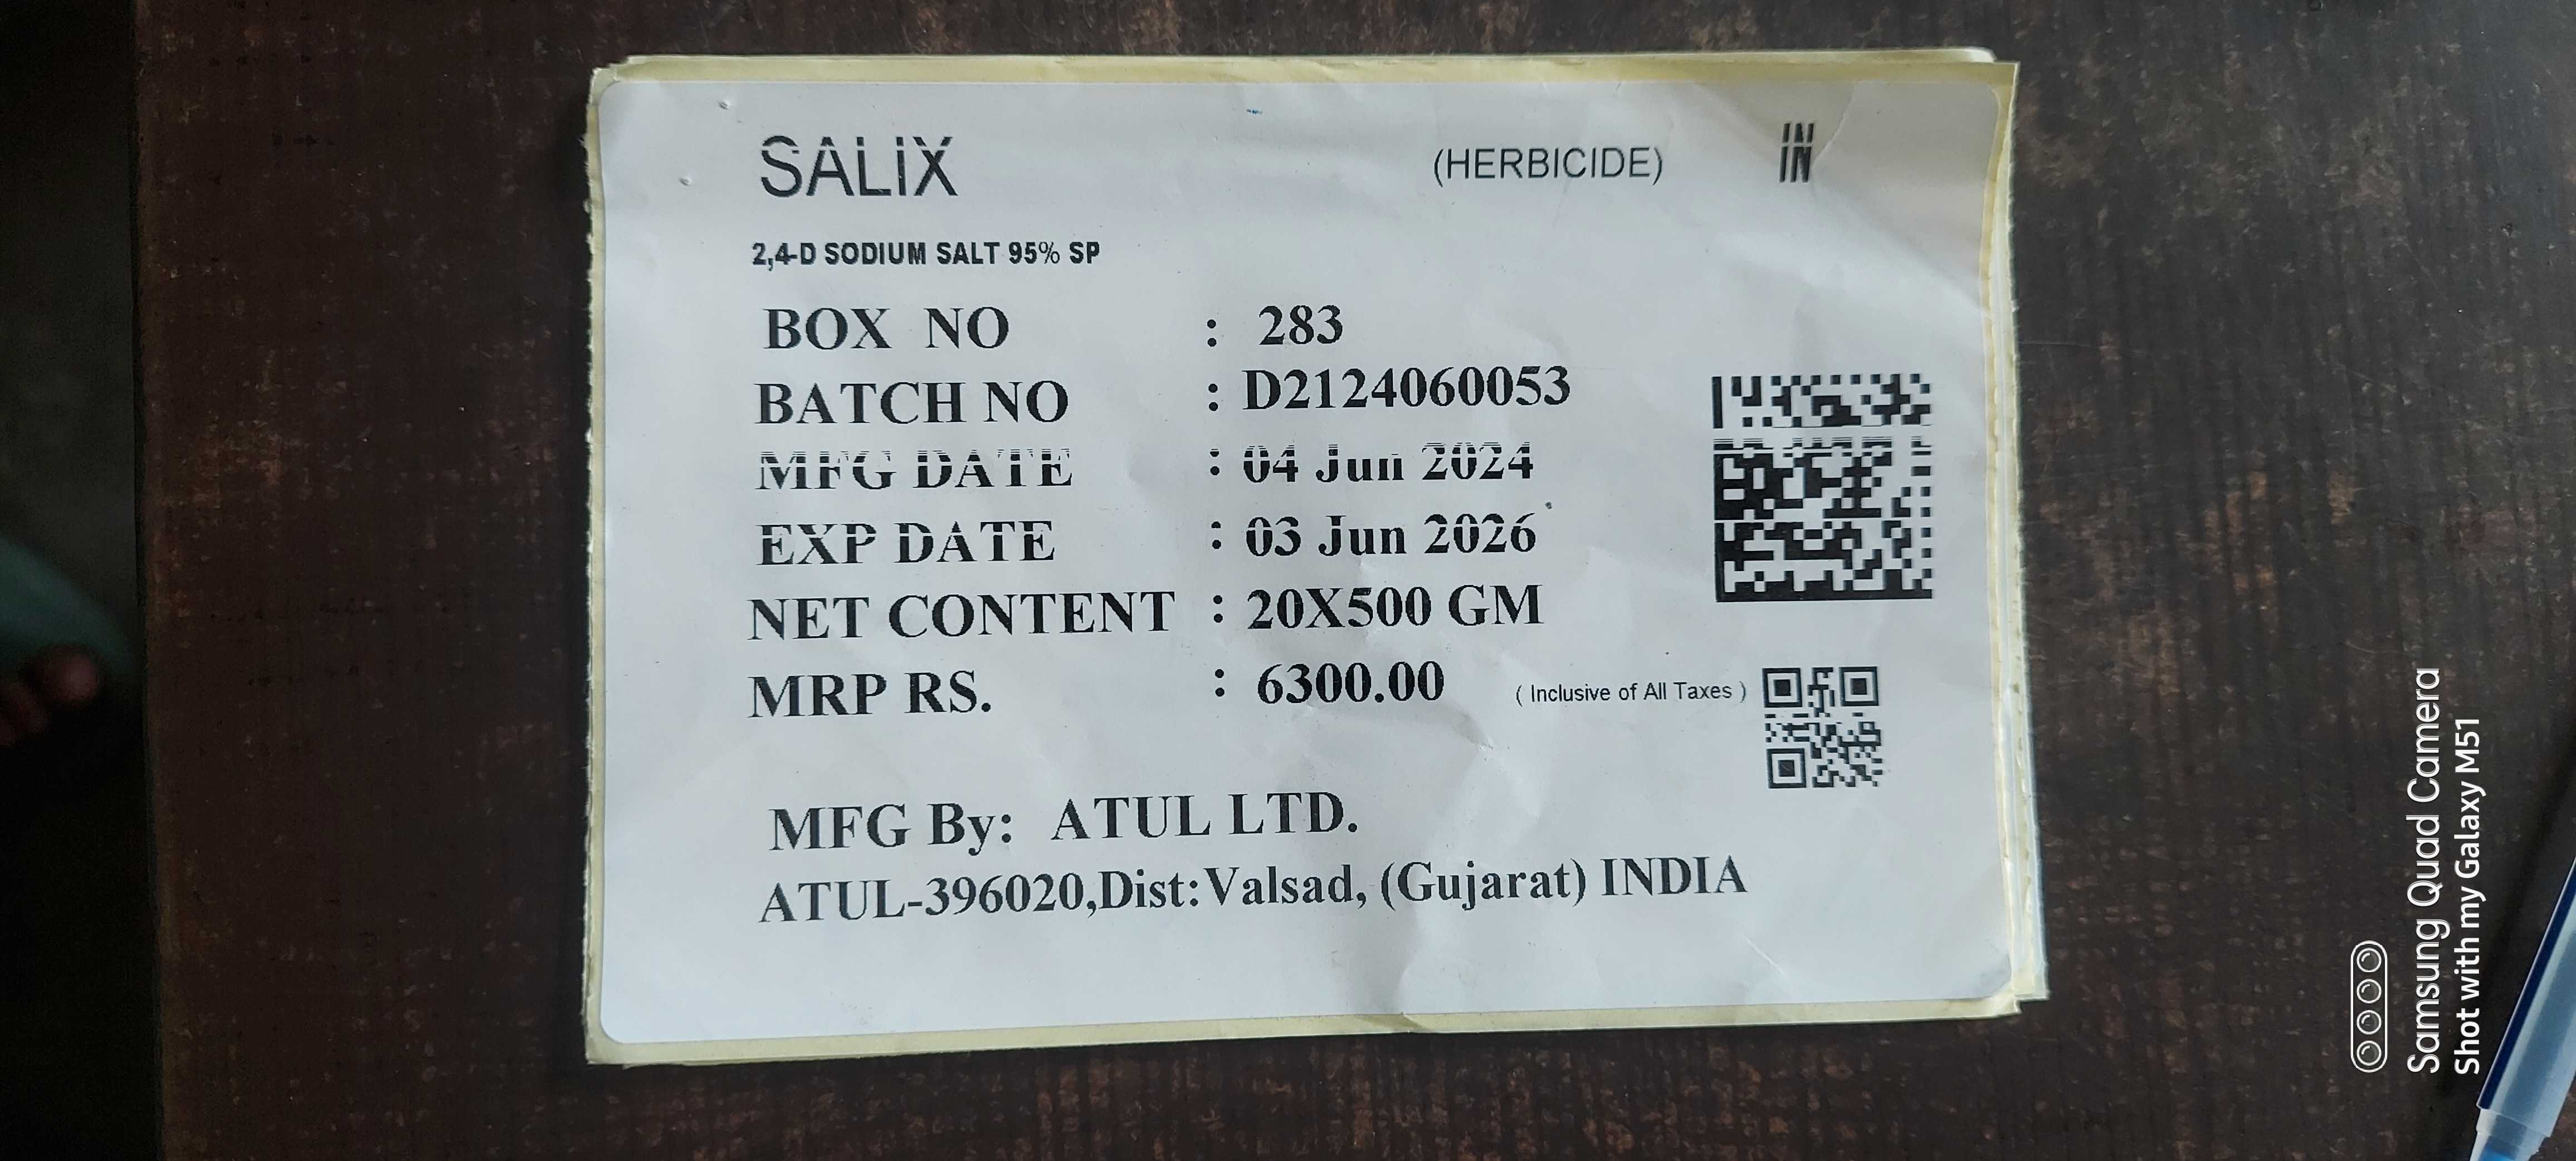 SALIX (HERBICIDE) IN
2,4-D SODIUM SALT 95% SP
BOX NO : 283
BATCH NO : D2124060053
MFG DATE : 04 Jun 2024
EXP DATE : 03 Jun 2026
NET CONTENT : 20X500 GM
MRP RS. : 6300.00 ( Inclusive of All Taxes )
MFG By: ATUL LTD.
ATUL-396020,Dist:Valsad, (Gujarat) INDIA
Samsung Quad Camera
Shot with my Galaxy M51